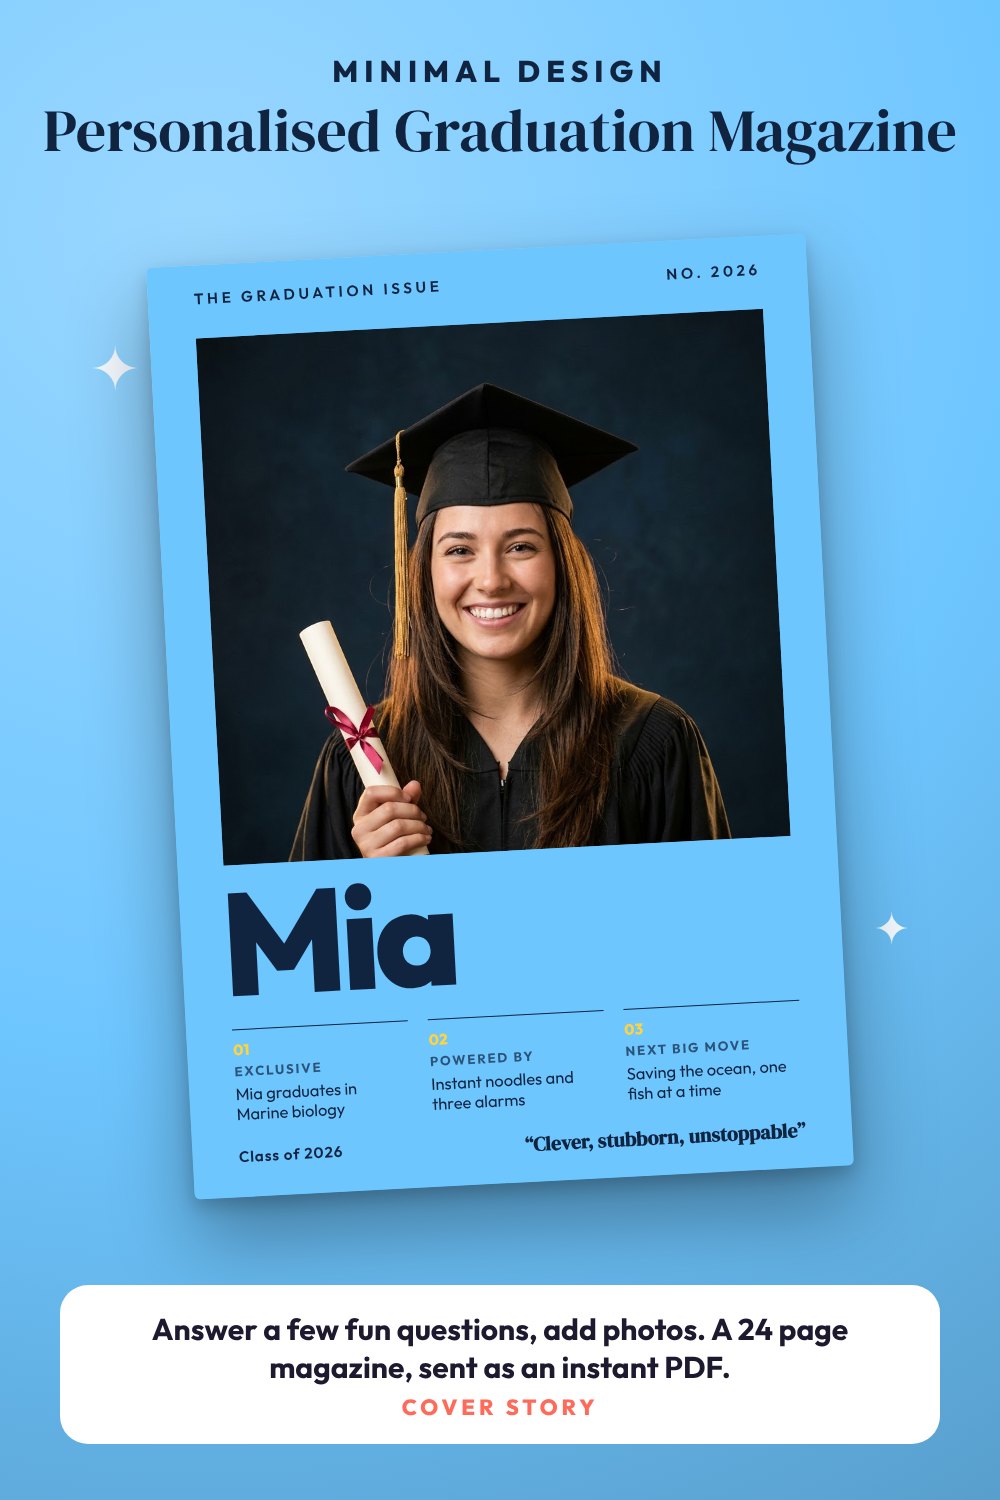 MINIMAL DESIGN
Personalised Graduation Magazine
THE GRADUATION ISSUE
NO. 2026
Mia
01
EXCLUSIVE
Mia graduates in
Marine biology
02
POWERED BY
Instant noodles and
three alarms
03
NEXT BIG MOVE
Saving the ocean, one
fish at a time
Class of 2026
“Clever, stubborn, unstoppable”
Answer a few fun questions, add photos. A 24 page
magazine, sent as an instant PDF.
COVER STORY